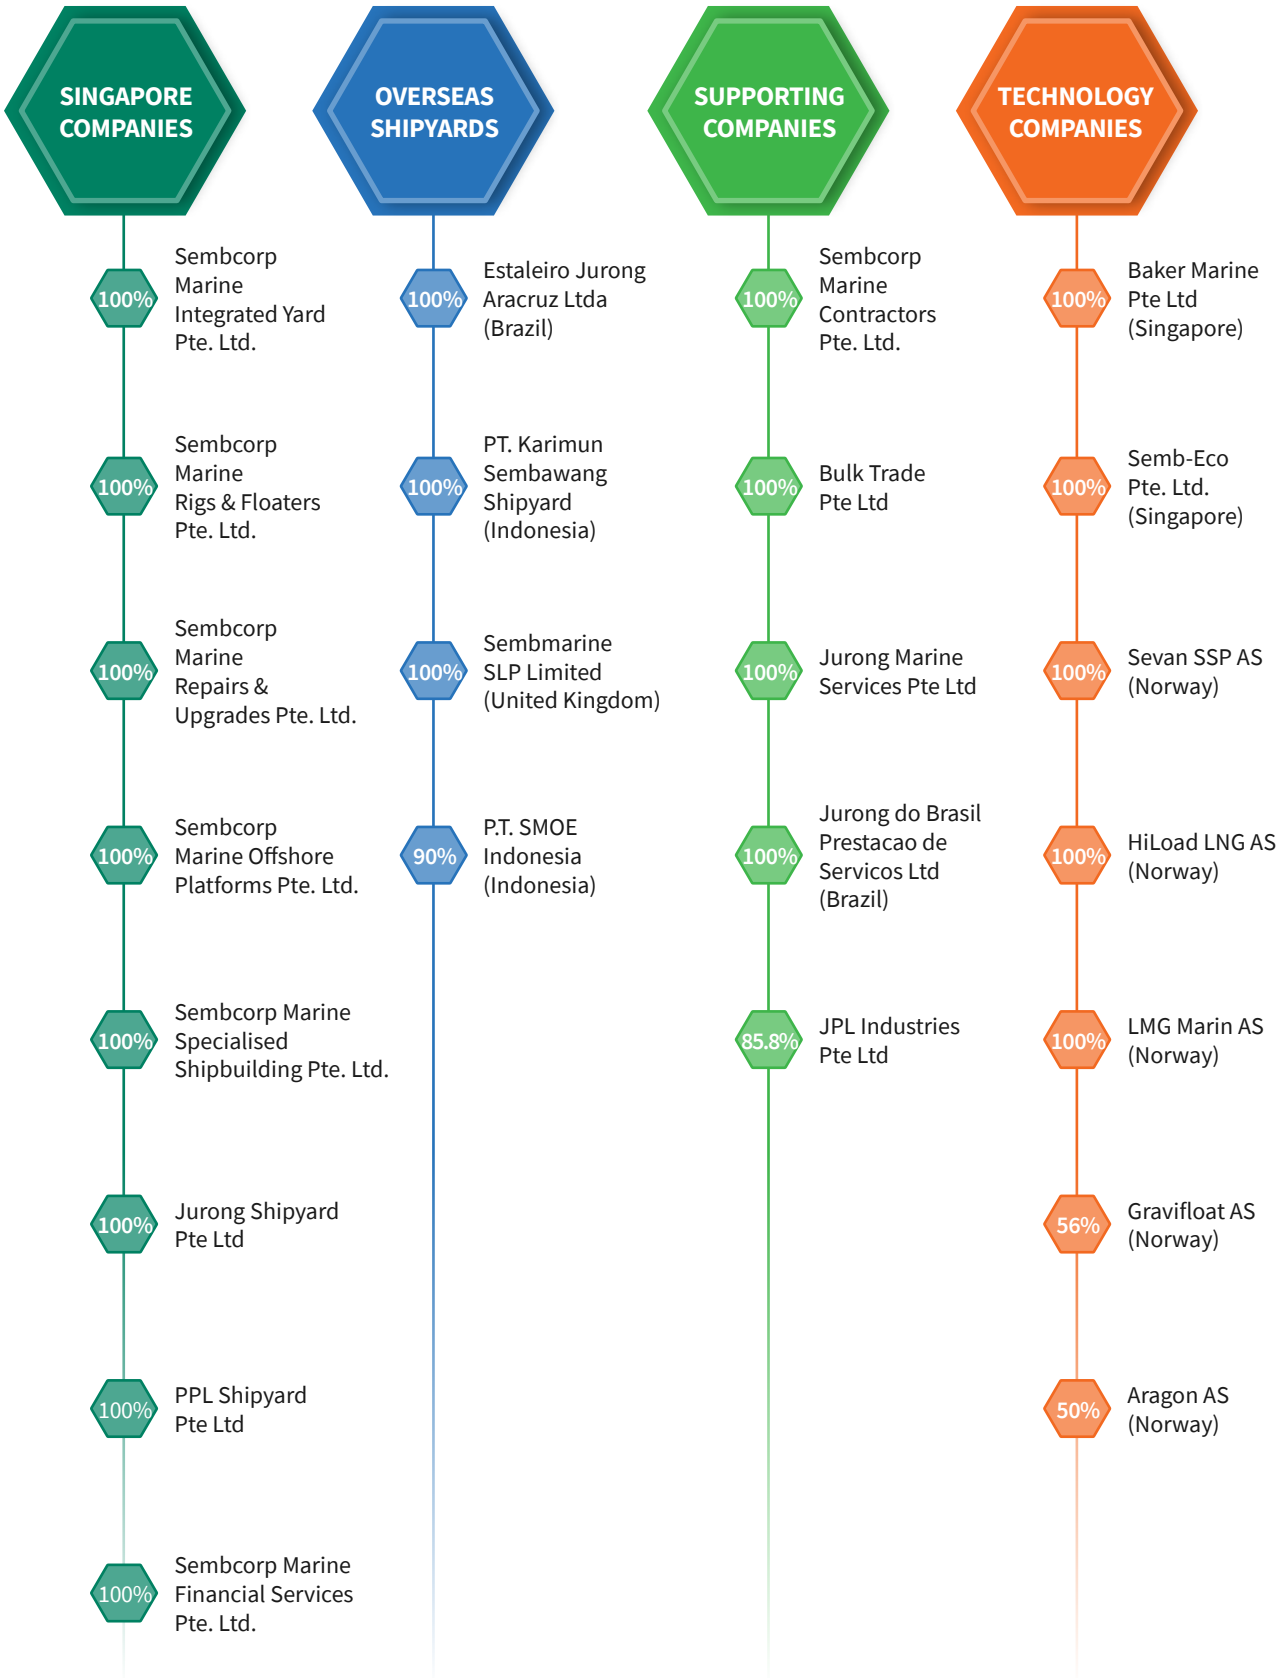 SINGAPORE
COMPANIES
100%
Sembcorp
Marine
Integrated Yard
Pte. Ltd.
100%
Sembcorp
Marine
Rigs & Floaters
Pte. Ltd.
100%
Sembcorp
Marine
Repairs &
Upgrades Pte. Ltd.
100%
Sembcorp
Marine Offshore
Platforms Pte. Ltd.
100%
Sembcorp Marine
Specialised
Shipbuilding Pte. Ltd.
100%
Jurong Shipyard
Pte Ltd
100%
PPL Shipyard
Pte Ltd
100%
Sembcorp Marine
Financial Services
Pte. Ltd.
OVERSEAS
SHIPYARDS
100%
Estaleiro Jurong
Aracruz Ltda
(Brazil)
100%
PT. Karimun
Sembawang
Shipyard
(Indonesia)
100%
Sembmarine
SLP Limited
(United Kingdom)
90%
P.T. SMOE
Indonesia
(Indonesia)
SUPPORTING
COMPANIES
100%
Sembcorp
Marine
Contractors
Pte. Ltd.
100%
Bulk Trade
Pte Ltd
100%
Jurong Marine
Services Pte Ltd
100%
Jurong do Brasil
Prestacao de
Servicos Ltd
(Brazil)
85.8%
JPL Industries
Pte Ltd
TECHNOLOGY
COMPANIES
100%
Baker Marine
Pte Ltd
(Singapore)
100%
Semb-Eco
Pte. Ltd.
(Singapore)
100%
Sevan SSP AS
(Norway)
100%
HiLoad LNG AS
(Norway)
100%
LMG Marin AS
(Norway)
56%
Gravifloat AS
(Norway)
50%
Aragon AS
(Norway)